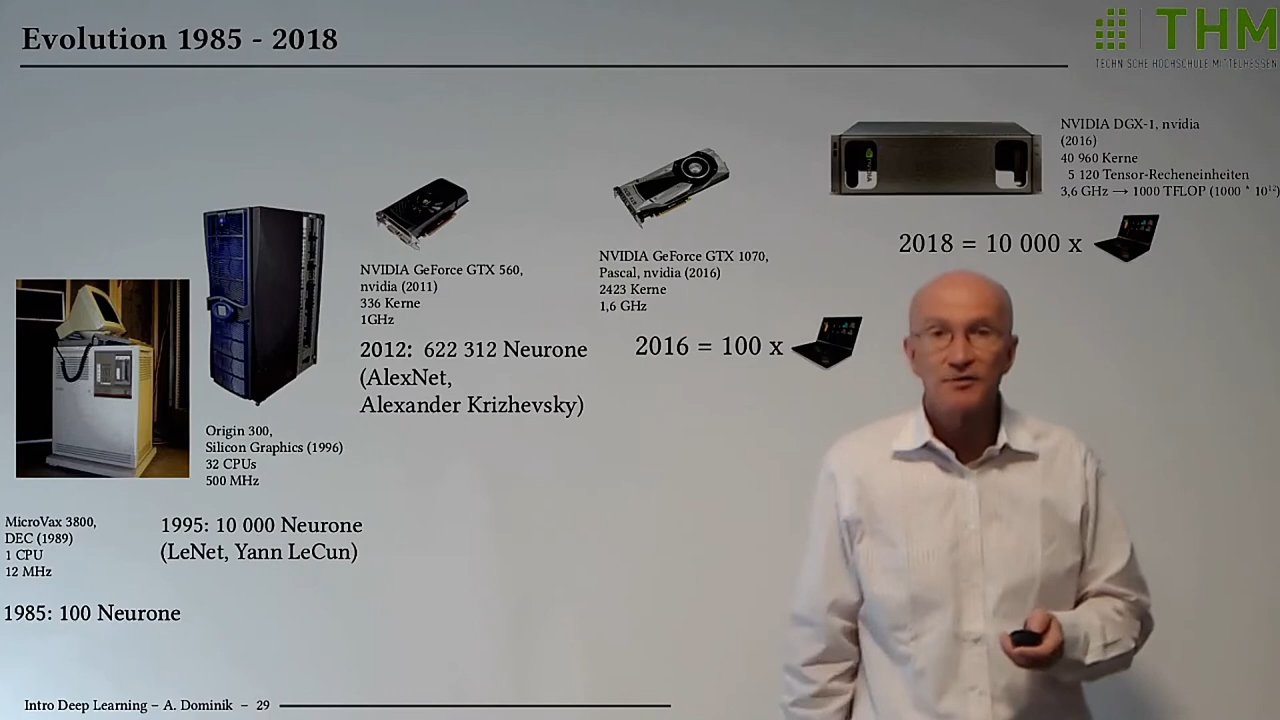 Evolution 1985 - 2018
THM
TECHNISCHE HOCHSCHULE MITTELHESSEN
NVIDIA DGX-1, nvidia
(2016)
40 960 Kerne
5 120 Tensor-Recheneinheiten
3,6 GHz → 1000 TFLOP (1000 * 10¹²)
2018 = 10 000 x
NVIDIA GeForce GTX 1070,
Pascal, nvidia (2016)
2423 Kerne
1,6 GHz
2016 = 100 x
NVIDIA GeForce GTX 560,
nvidia (2011)
336 Kerne
1GHz
2012: 622 312 Neurone
(AlexNet,
Alexander Krizhevsky)
Origin 300,
Silicon Graphics (1996)
32 CPUs
500 MHz
1995: 10 000 Neurone
(LeNet, Yann LeCun)
MicroVax 3800,
DEC (1989)
1 CPU
12 MHz
1985: 100 Neurone
Intro Deep Learning – A. Dominik – 29